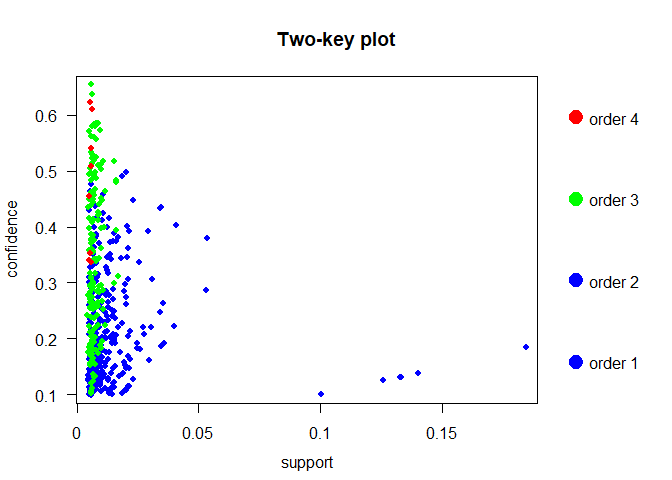 Two-key plot
confidence
0.6
0.5
0.4
0.3
0.2
0.1
0
0.05
0.1
0.15
support
order 4
order 3
order 2
order 1